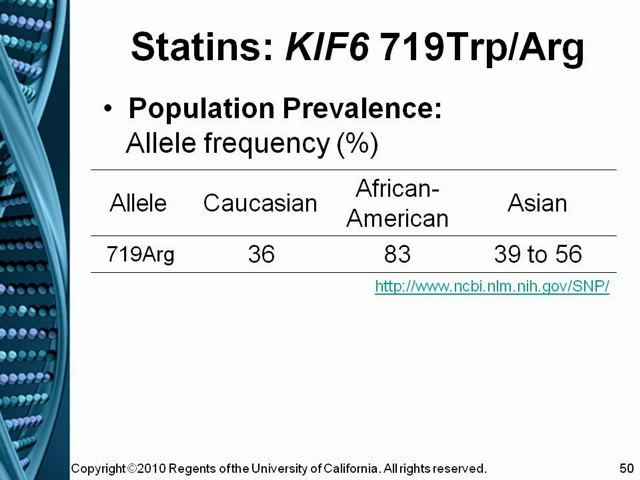 Statins: KIF6 719Trp/Arg
• Population Prevalence:
Allele frequency (%)
Allele Caucasian African-American Asian
719Arg 36 83 39 to 56
http://www.ncbi.nlm.nih.gov/SNP/
Copyright ©2010 Regents of the University of California. All rights reserved. 50